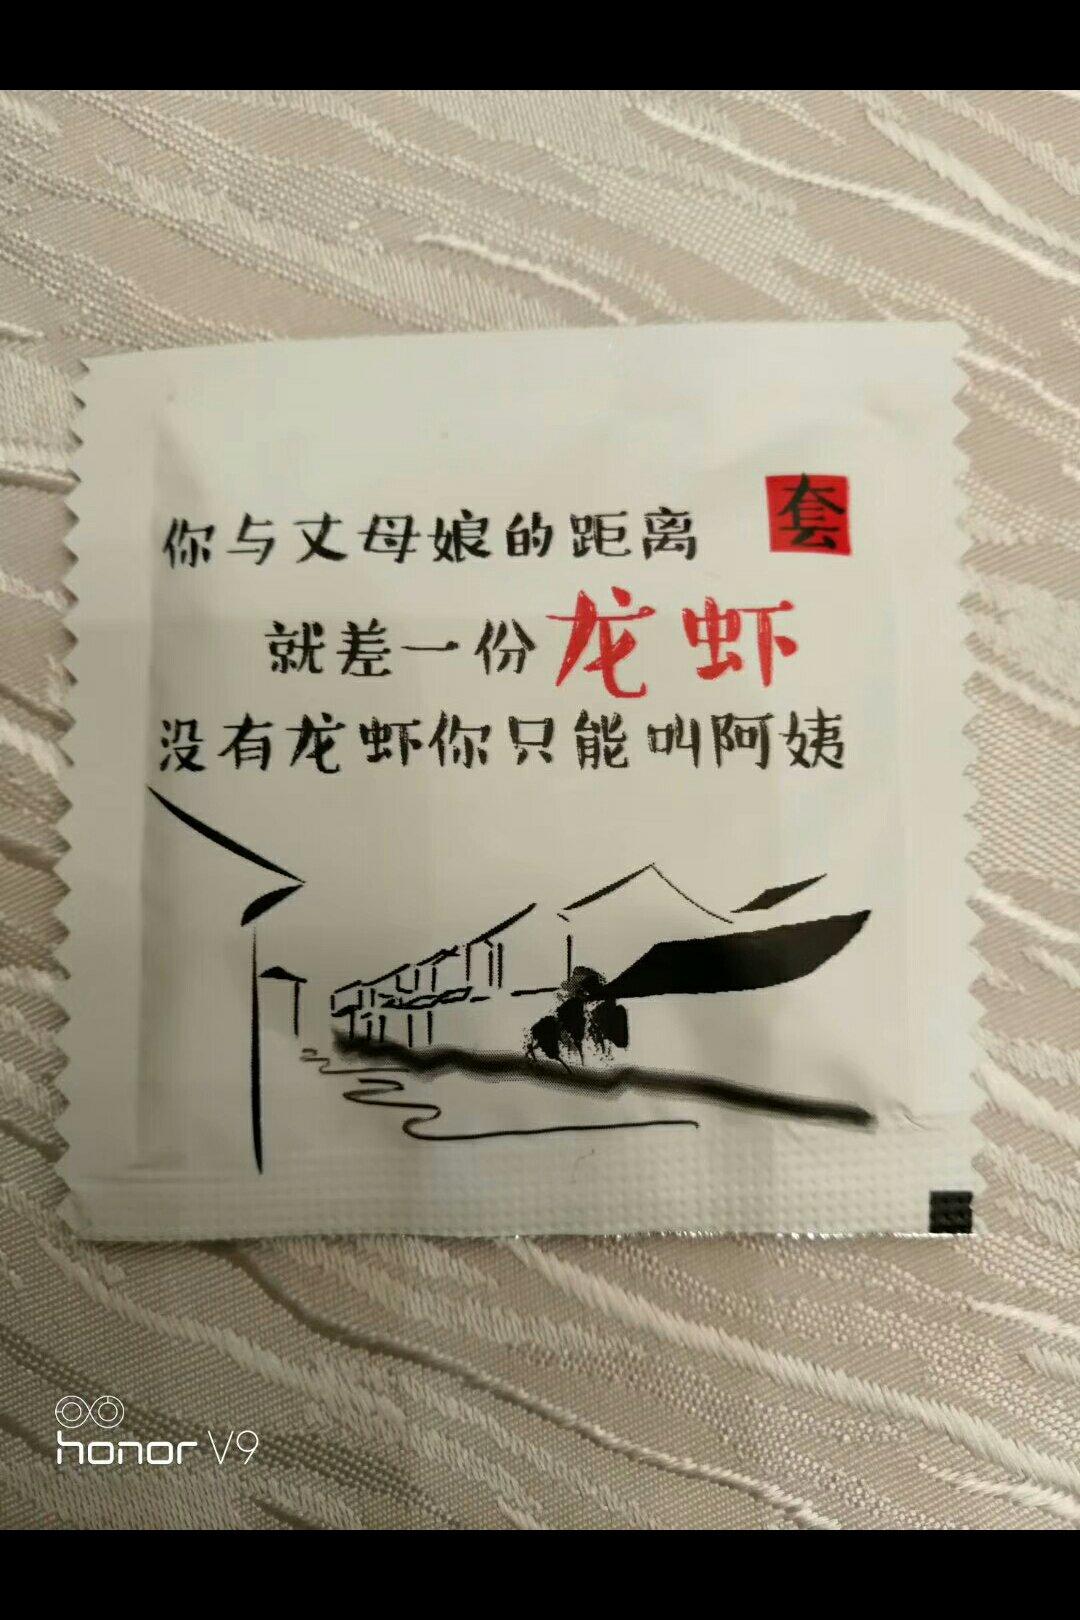 套
你与丈母娘的距离
就差一份龙虾
没有龙虾你只能叫阿姨
honor V9